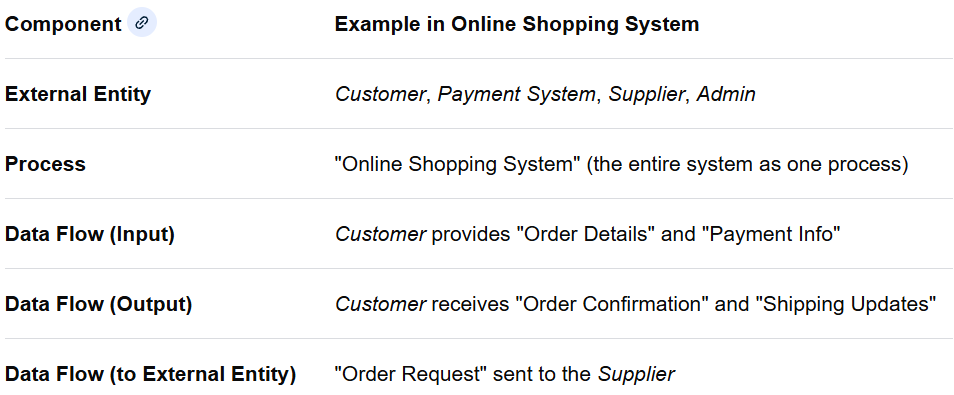 Component Example in Online Shopping System
External Entity Customer, Payment System, Supplier, Admin
Process "Online Shopping System" (the entire system as one process)
Data Flow (Input) Customer provides "Order Details" and "Payment Info"
Data Flow (Output) Customer receives "Order Confirmation" and "Shipping Updates"
Data Flow (to External Entity) "Order Request" sent to the Supplier